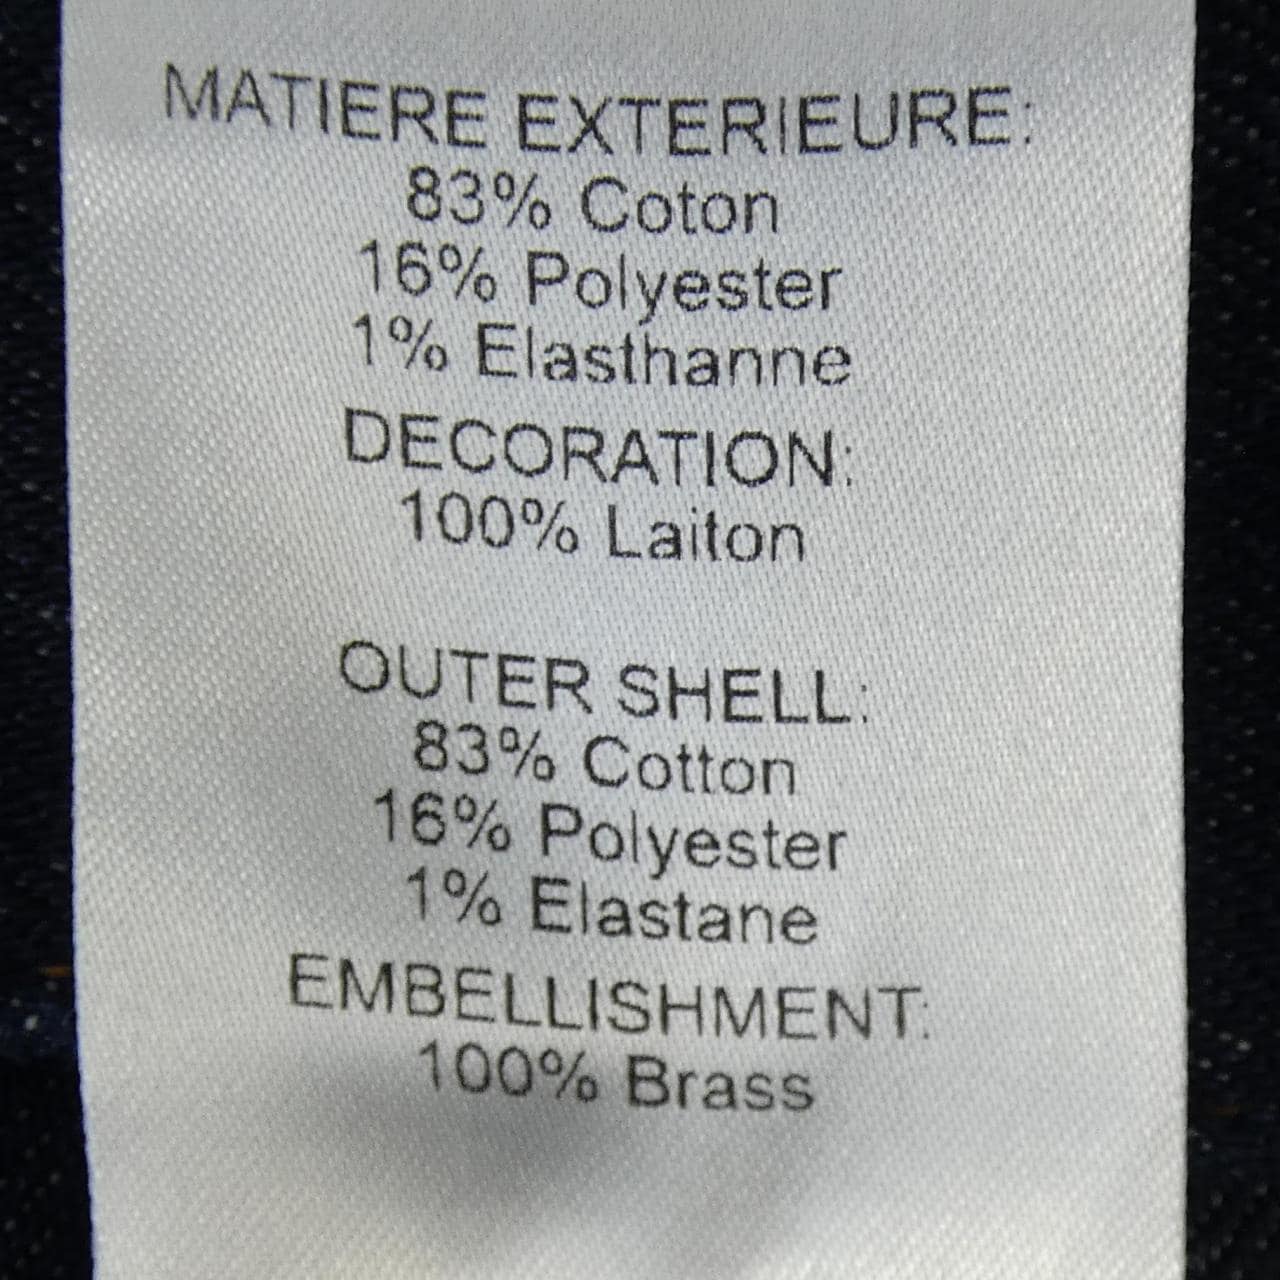 MATIERE EXTERIEURE:
83% Coton
16% Polyester
1% Elasthanne
DECORATION:
100% Laiton
OUTER SHELL:
83% Cotton
16% Polyester
1% Elastane
EMBELLISHMENT:
100% Brass